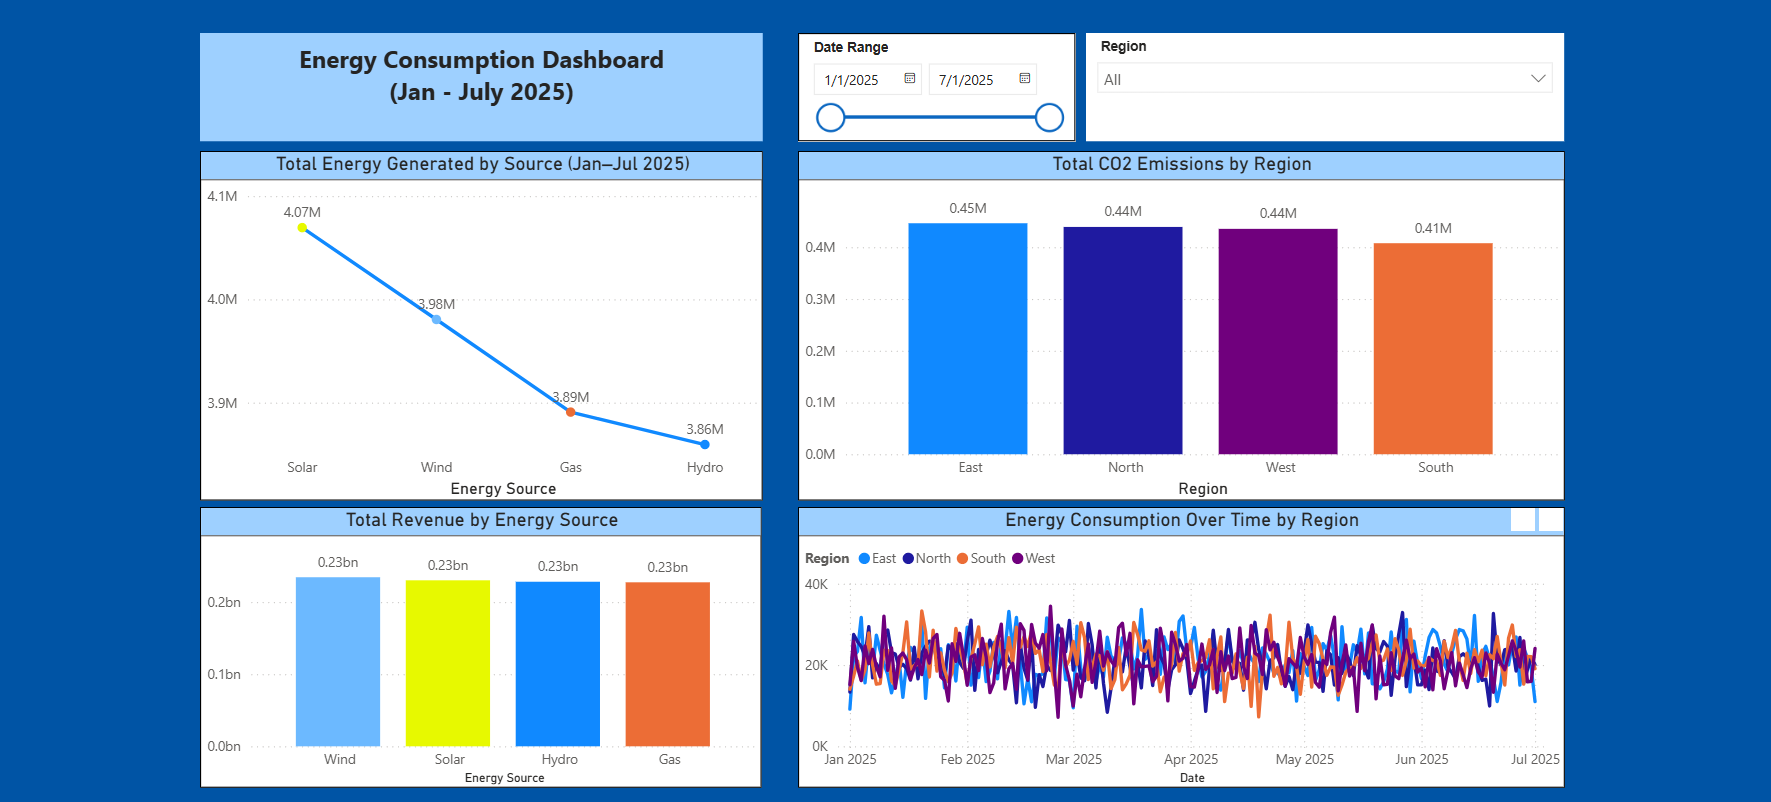 Energy Consumption Dashboard
(Jan - July 2025)
Date Range
1/1/2025
7/1/2025
Region
All
Total Energy Generated by Source (Jan–Jul 2025)
4.1M
4.0M
3.9M
4.07M
3.98M
3.89M
3.86M
Solar
Wind
Gas
Hydro
Energy Source
Total CO2 Emissions by Region
0.4M
0.3M
0.2M
0.1M
0.0M
0.45M
0.44M
0.44M
0.41M
East
North
West
South
Region
Total Revenue by Energy Source
0.2bn
0.1bn
0.0bn
0.23bn
0.23bn
0.23bn
0.23bn
Wind
Solar
Hydro
Gas
Energy Source
Energy Consumption Over Time by Region
Region East North South West
40K
20K
0K
Jan 2025
Feb 2025
Mar 2025
Apr 2025
May 2025
Jun 2025
Jul 2025
Date